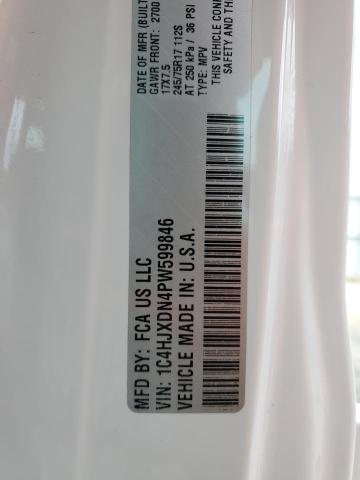 MFD BY: FCA US LLC
DATE OF MFR (BUILT
GAWR FRONT: 2700
17X7.5
245/75R17 112S
AT 250 kPa / 36 PSI
TYPE: MPV
THIS VEHICLE CON
SAFETY AND THE
VIN: 1C4HJXDN4PW599846
VEHICLE MADE IN: U.S.A.